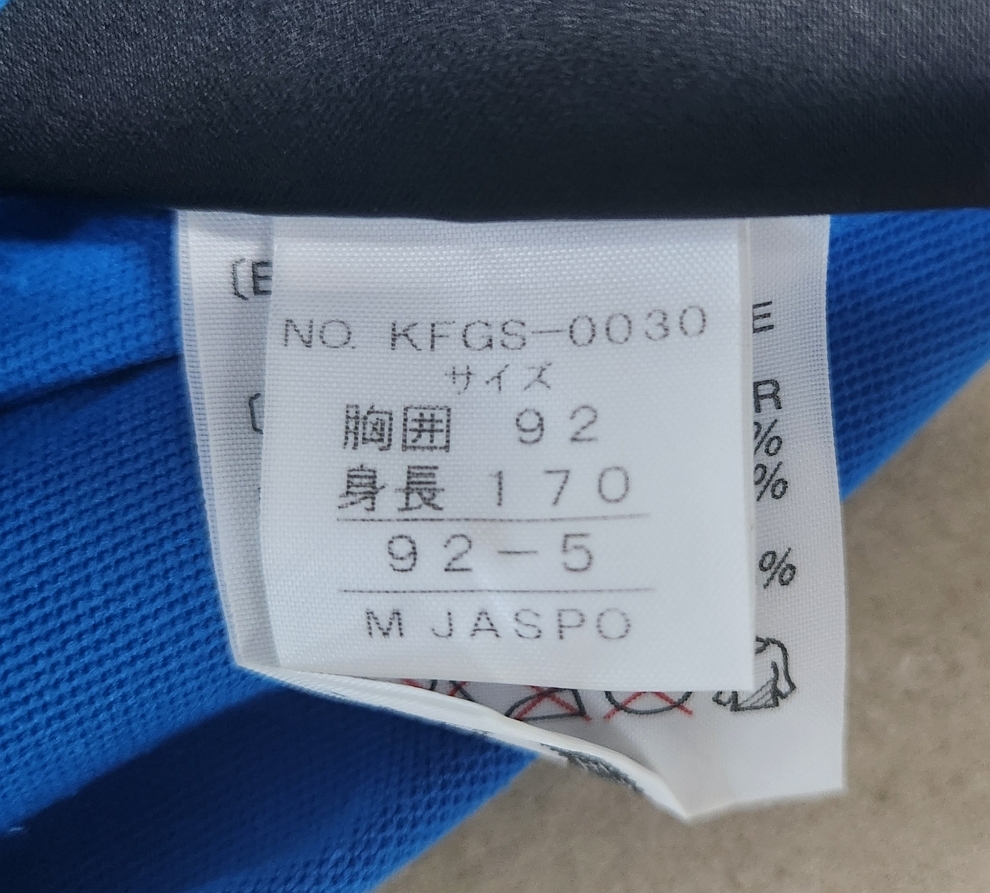 NO. KFGS-0030
サイズ
胸囲 92
身長 170
92-5
M JASPO
〔E
E
〔
R
%
%
%